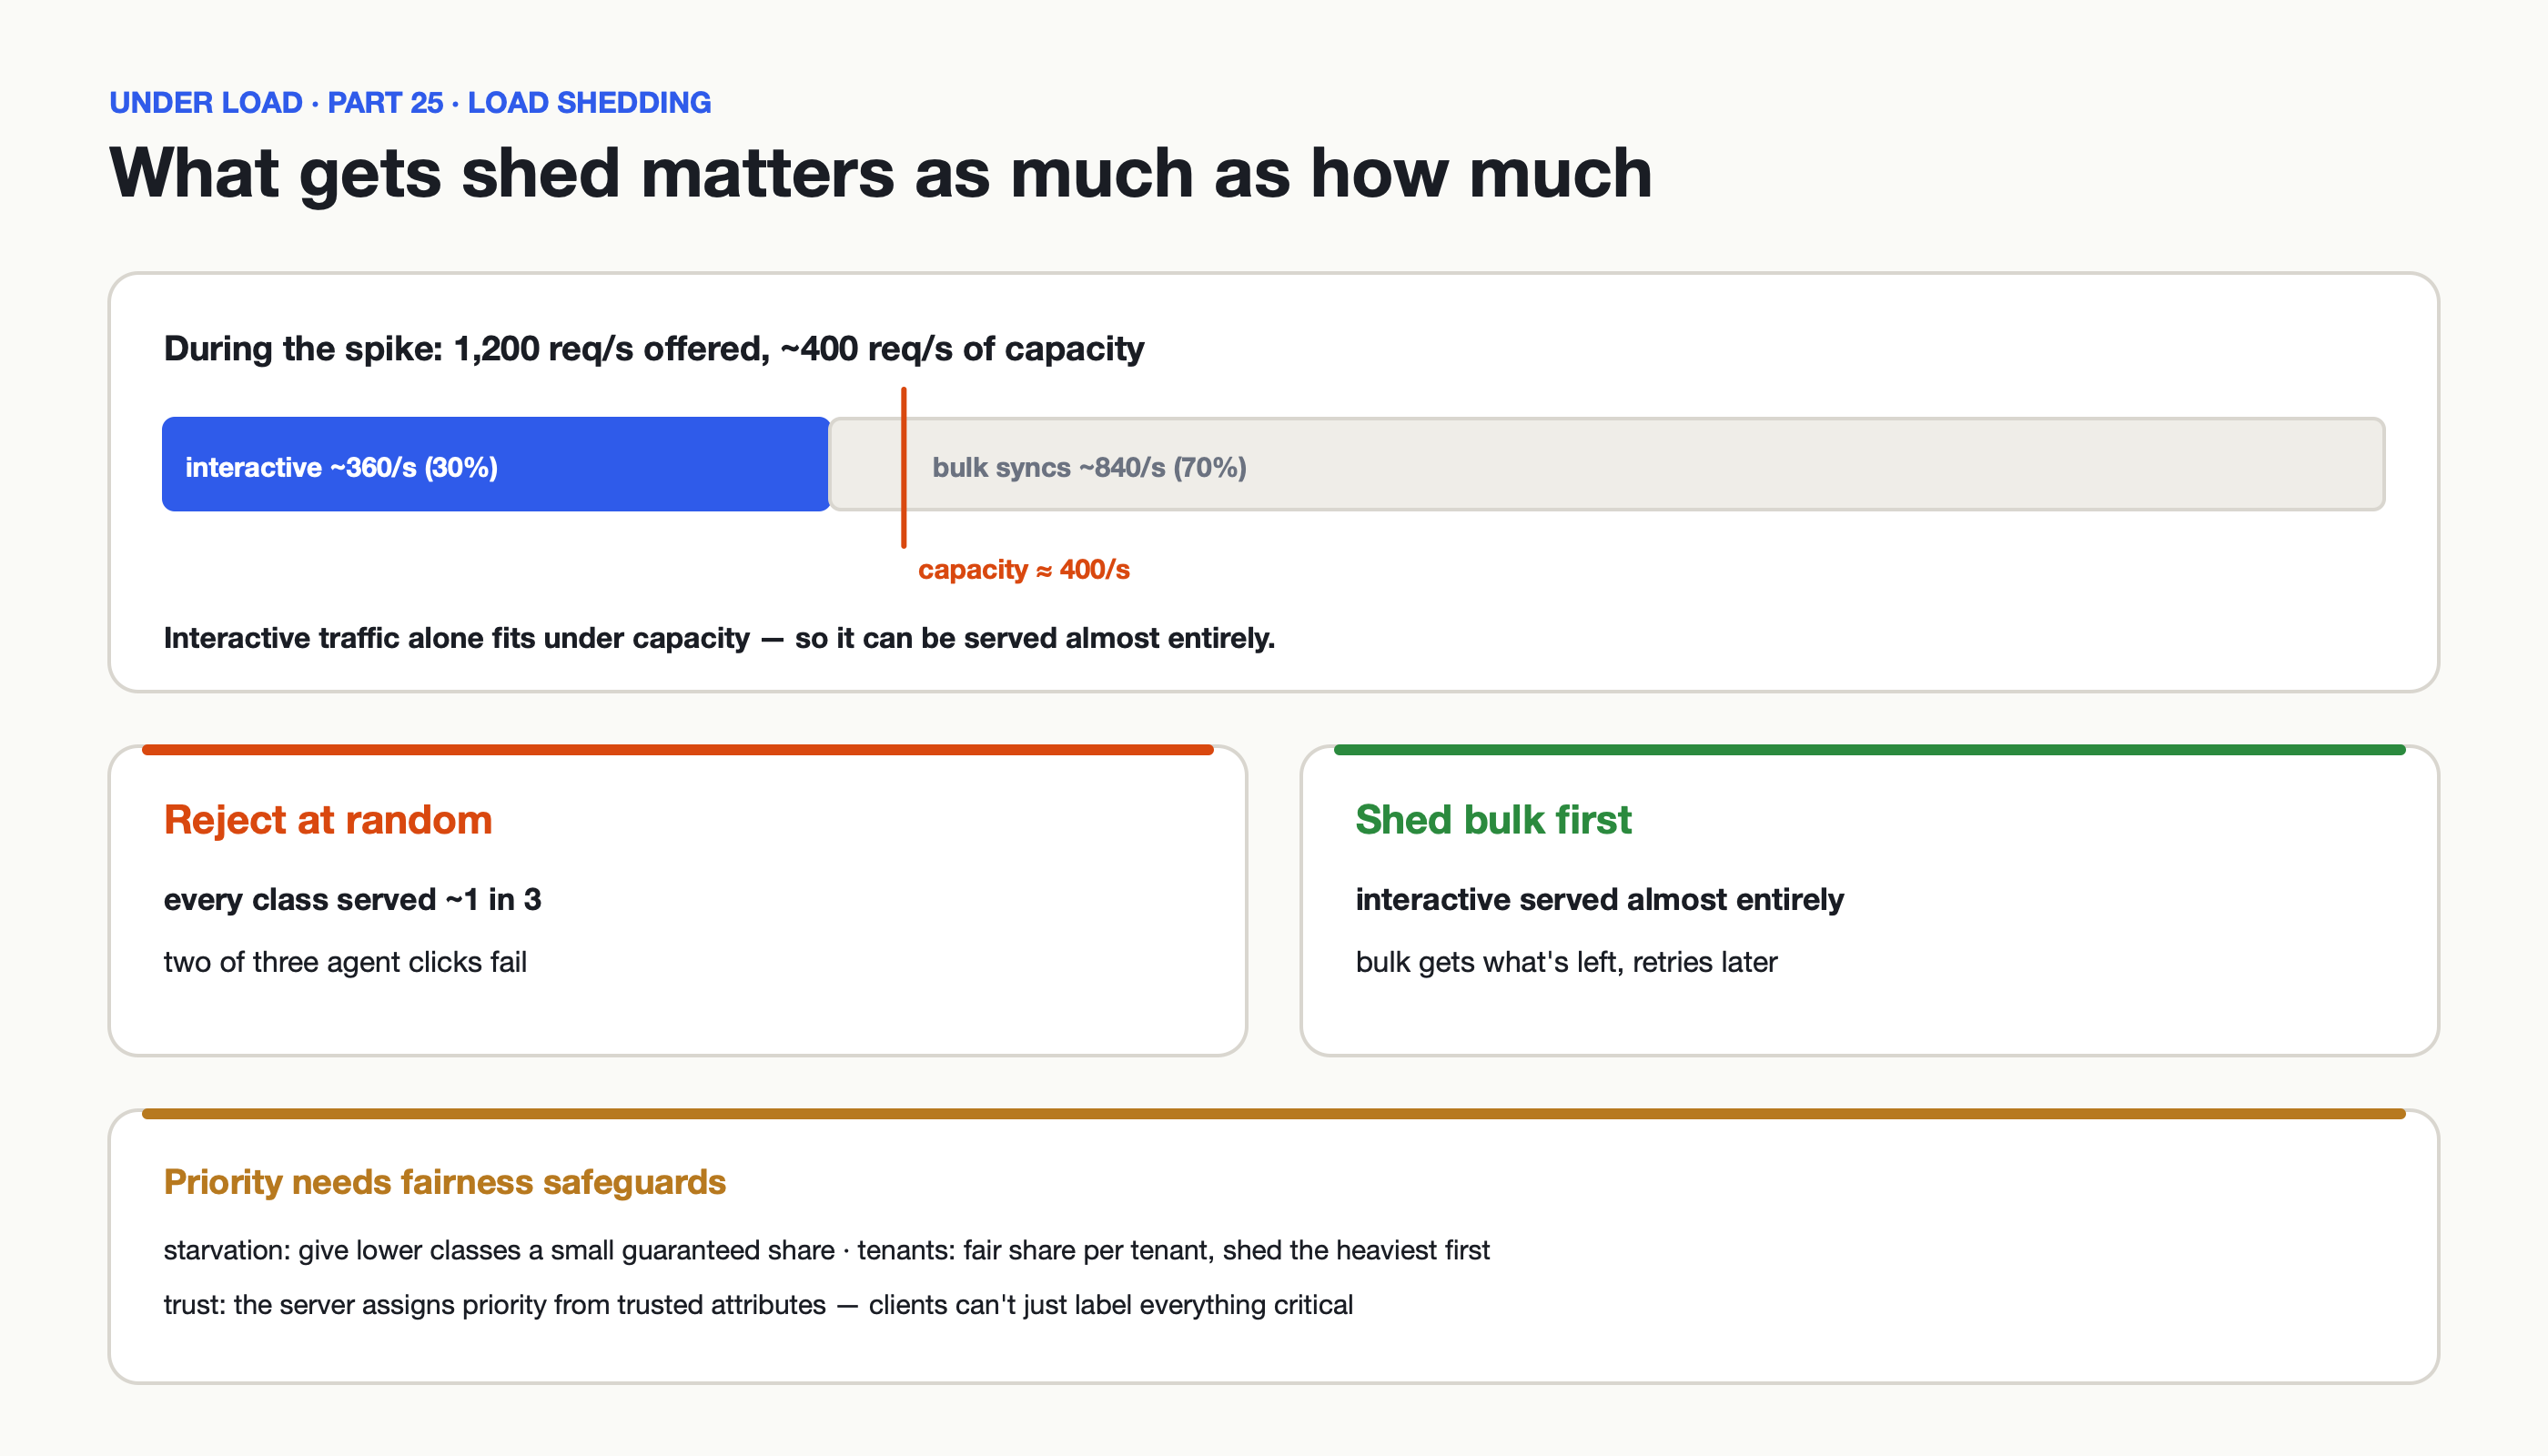 UNDER LOAD · PART 25 · LOAD SHEDDING
What gets shed matters as much as how much
During the spike: 1,200 req/s offered, ~400 req/s of capacity
interactive ~360/s (30%)
bulk syncs ~840/s (70%)
capacity ≈ 400/s
Interactive traffic alone fits under capacity — so it can be served almost entirely.
Reject at random
every class served ~1 in 3
two of three agent clicks fail
Shed bulk first
interactive served almost entirely
bulk gets what's left, retries later
Priority needs fairness safeguards
starvation: give lower classes a small guaranteed share · tenants: fair share per tenant, shed the heaviest first
trust: the server assigns priority from trusted attributes — clients can't just label everything critical